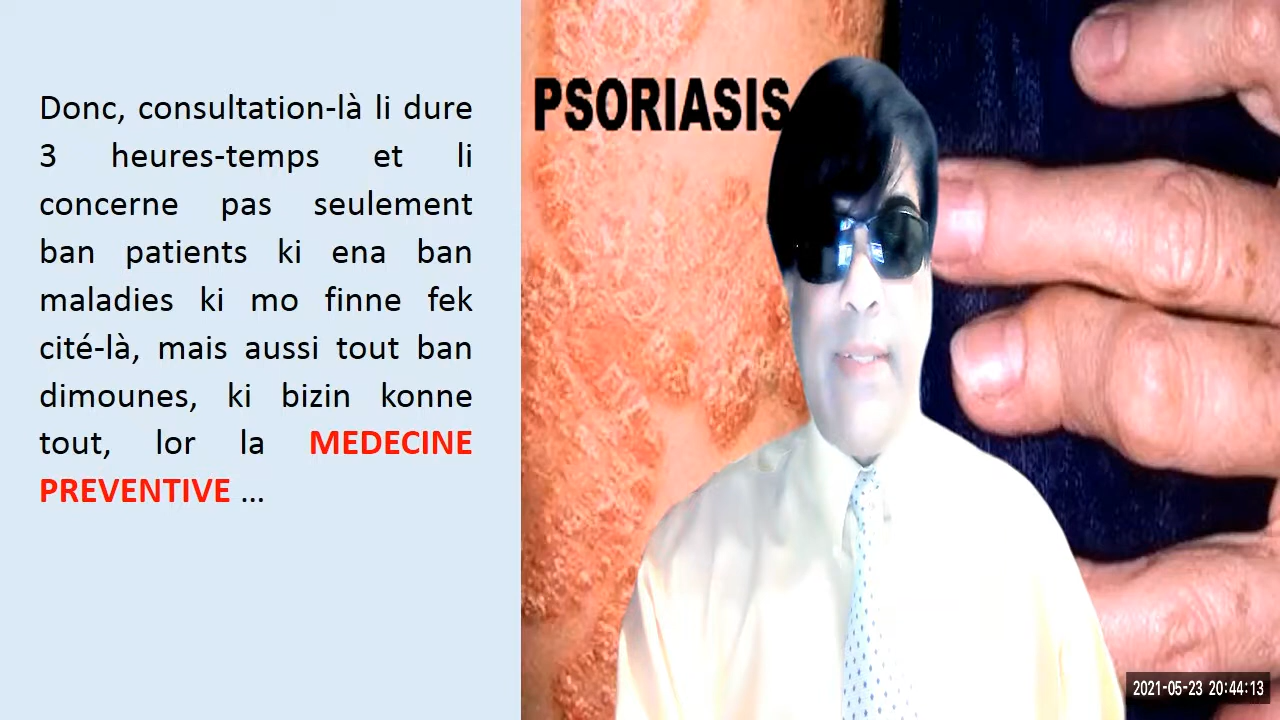 Donc, consultation-là li dure
3 heures-temps et li
concerne pas seulement
ban patients ki ena ban
maladies ki mo finne fek
cité-là, mais aussi tout ban
dimounes, ki bizin konne
tout, lor la MEDECINE
PREVENTIVE ...
PSORIASIS
2021-05-23 20:44:13